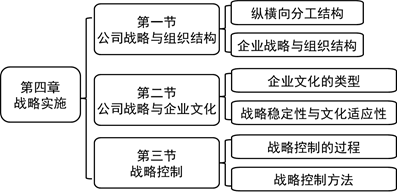 第四章
战略实施
第一节
公司战略与组织结构
纵横向分工结构
企业战略与组织结构
第二节
公司战略与企业文化
企业文化的类型
战略稳定性与文化适应性
第三节
战略控制
战略控制的过程
战略控制方法